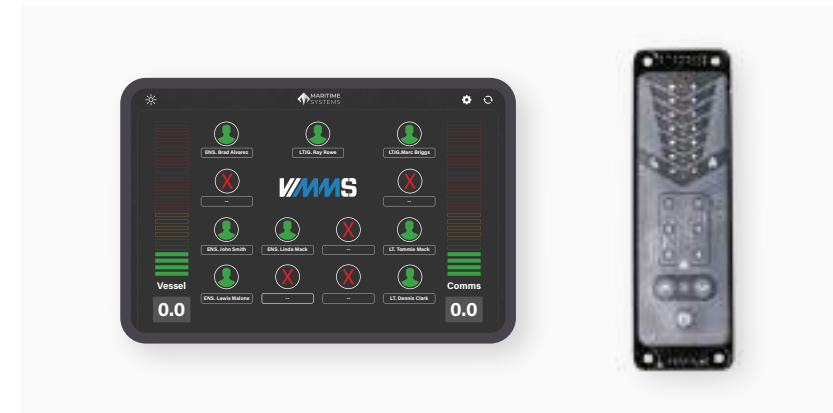 MARITIME
SYSTEMS
ENS. Brad Alvarez
LTJG. Ray Rowe
LTJG.Marc Briggs
--
VIMMS
--
ENS. John Smith
ENS. Linda Mack
--
LT. Tommie Mack
Vessel
Comms
ENS. Lewis Malone
--
--
LT. Dennis Clark
0.0
0.0